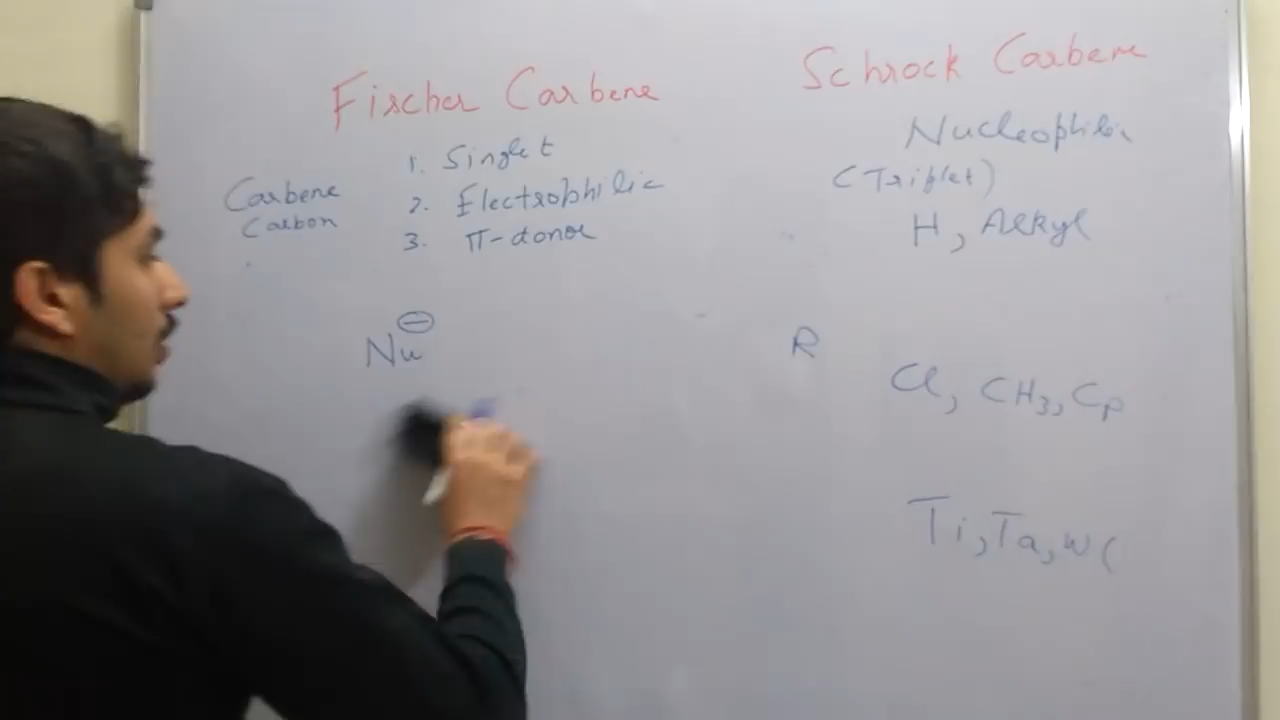 Fischer Carbene
Carbene
Carbon
1. Singlet
2. Electrophilic
3. π-donor
Nu⊖
Schrock Carbene
Nucleophilic
(Triplet)
H, Alkyl
R
Cl, CH3, Cp
Ti, Ta, W(